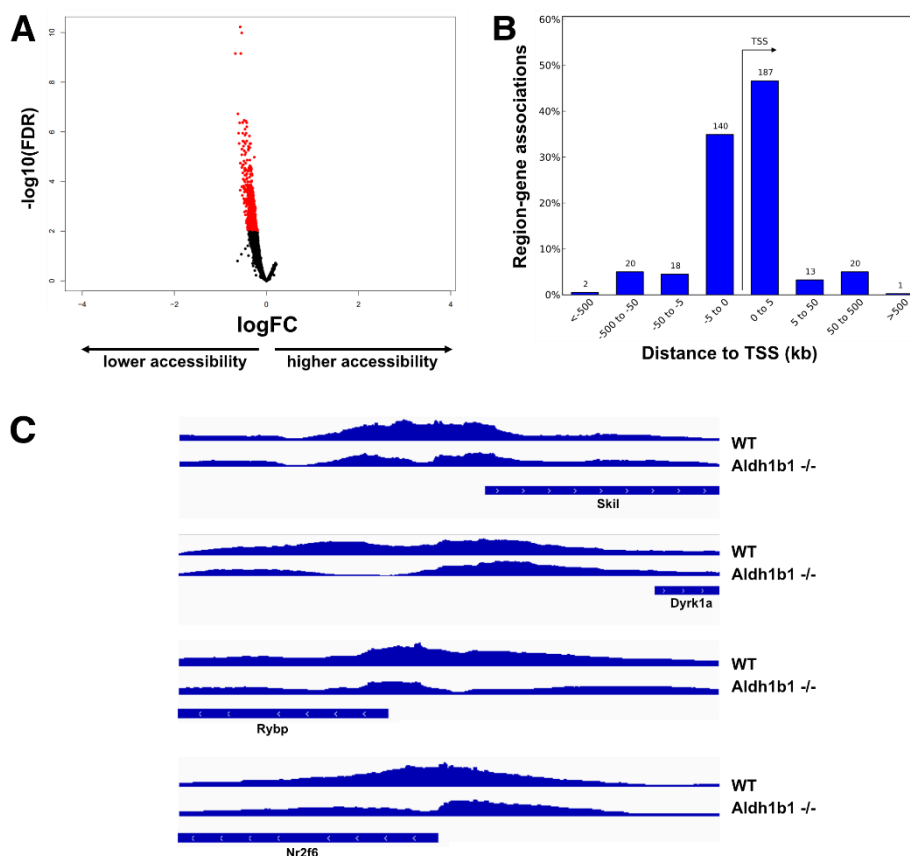 A
-log10(FDR)
10
8
6
4
2
0
-4
-2
0
2
4
logFC
lower accessibility
higher accessibility
B
Region-gene associations
60%
50%
40%
30%
20%
10%
0%
TSS
2
20
18
140
187
13
20
1
<-500
-500 to -50
-50 to -5
-5 to 0
0 to 5
5 to 50
50 to 500
>500
Distance to TSS (kb)
C
WT
Aldh1b1 -/-
Skil
WT
Aldh1b1 -/-
Dyrk1a
WT
Aldh1b1 -/-
Rybp
WT
Aldh1b1 -/-
Nr2f6